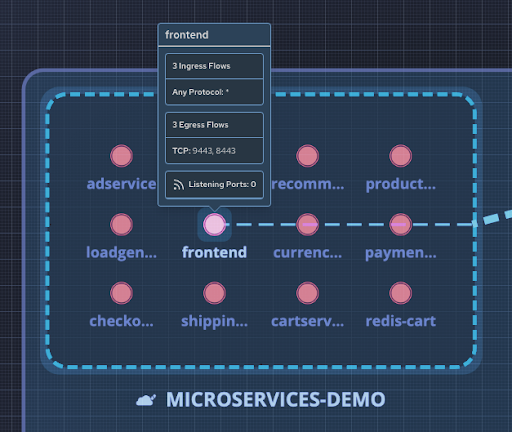 frontend
3 Ingress Flows
Any Protocol: *
3 Egress Flows
TCP: 9443, 8443
Listening Ports: 0
adservice
recomm...
product...
loadgen...
frontend
currenc...
paymen...
checko...
shippin...
cartserv...
redis-cart
MICROSERVICES-DEMO